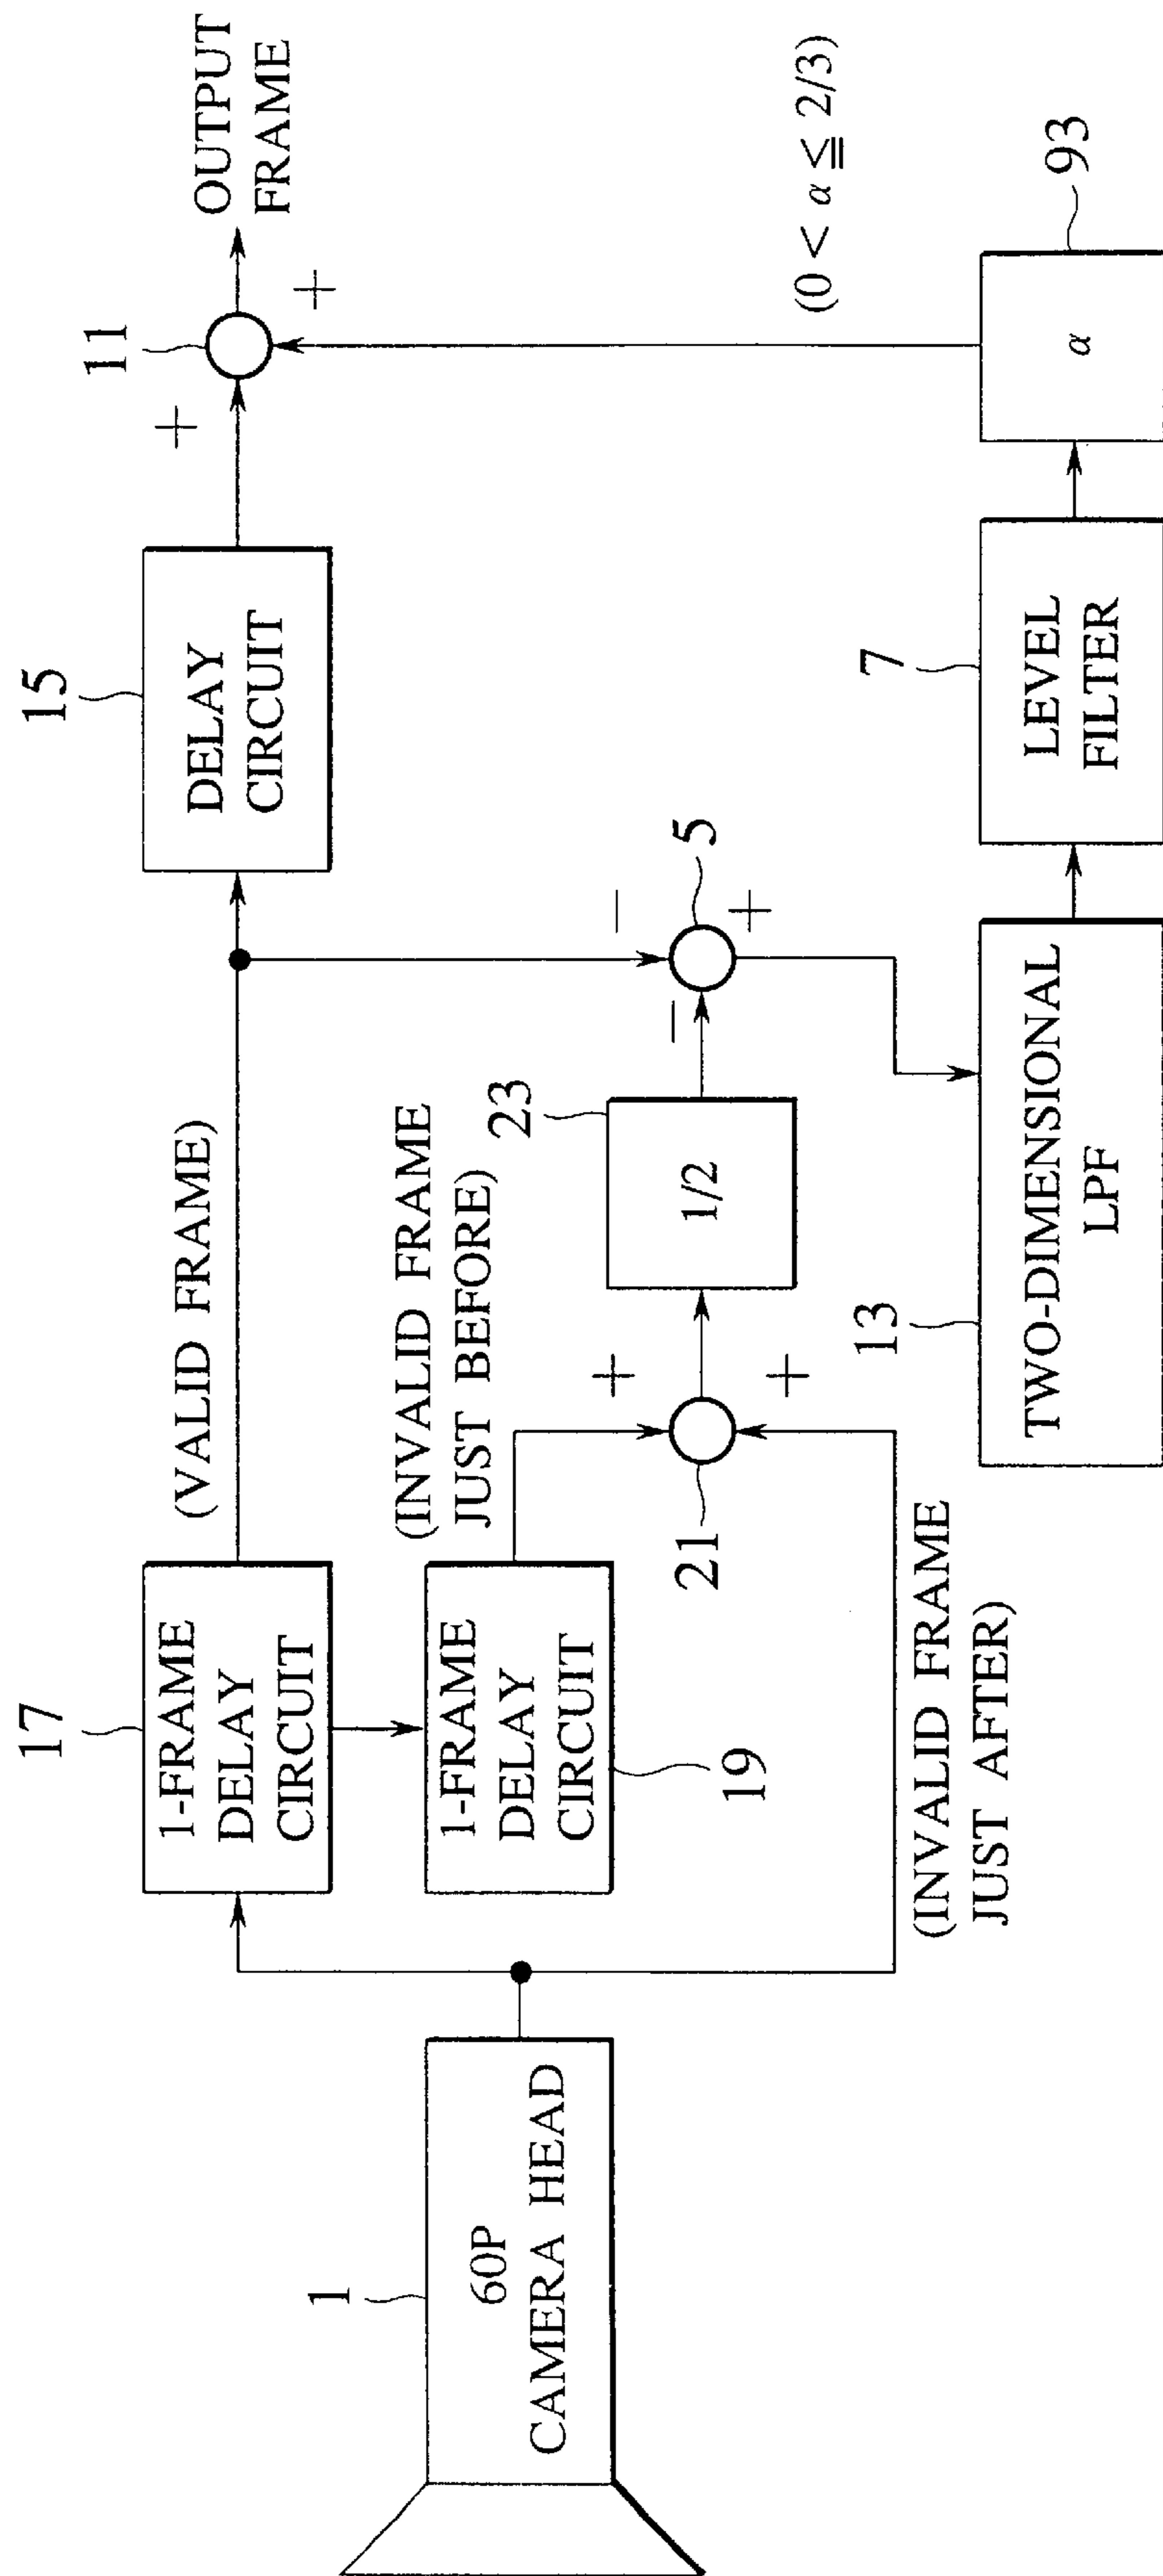 1
60P
CAMERA HEAD
17
1-FRAME
DELAY
CIRCUIT
19
1-FRAME
DELAY
CIRCUIT
(VALID FRAME)
(INVALID FRAME
JUST BEFORE)
(INVALID FRAME
JUST AFTER)
21
+
+
23
1/2
5
−
−
+
15
DELAY
CIRCUIT
13
TWO-DIMENSIONAL
LPF
7
LEVEL
FILTER
93
α
(0 < α ≦ 2/3)
11
+
+
OUTPUT
FRAME